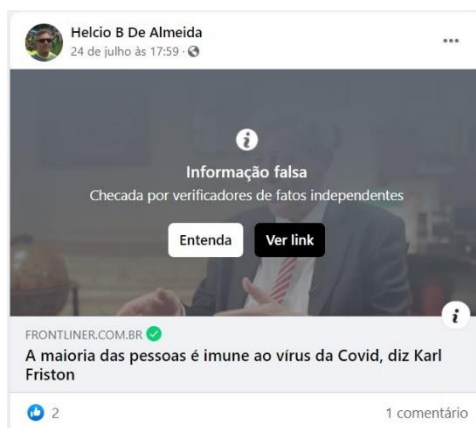 Helcio B De Almeida
24 de julho às 17:59 ·
Informação falsa
Checada por verificadores de fatos independentes
Entenda Ver link
FRONTLINER.COM.BR
A maioria das pessoas é imune ao vírus da Covid, diz Karl
Friston
2 1 comentário